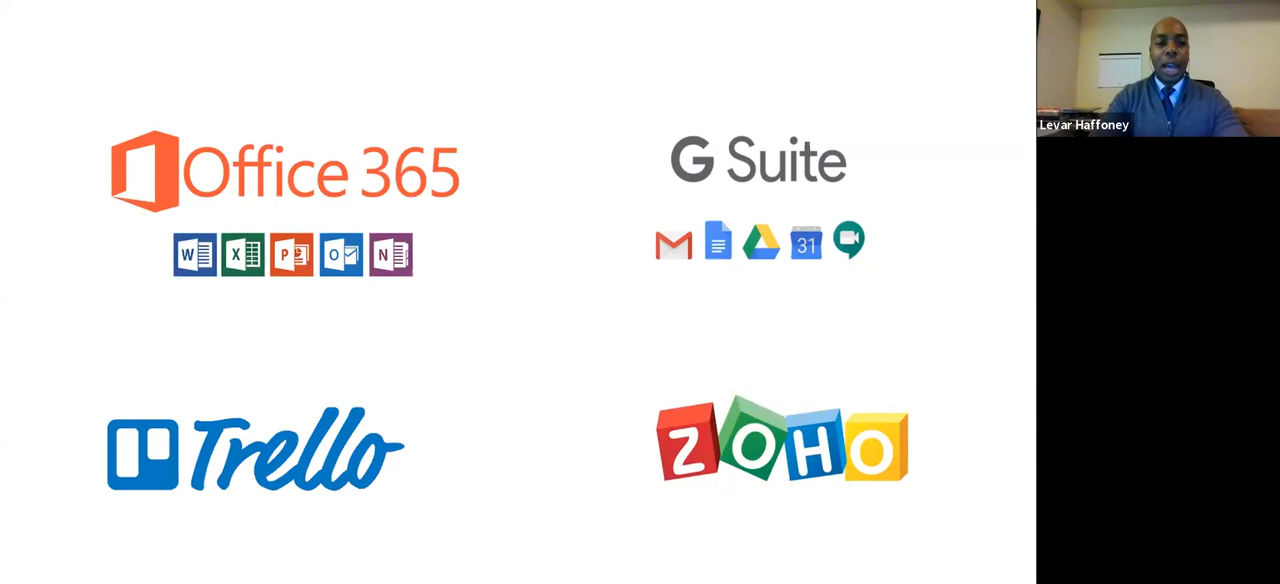 Office 365
W X P O N
G Suite
31
Trello
ZOHO
Levar Haffoney